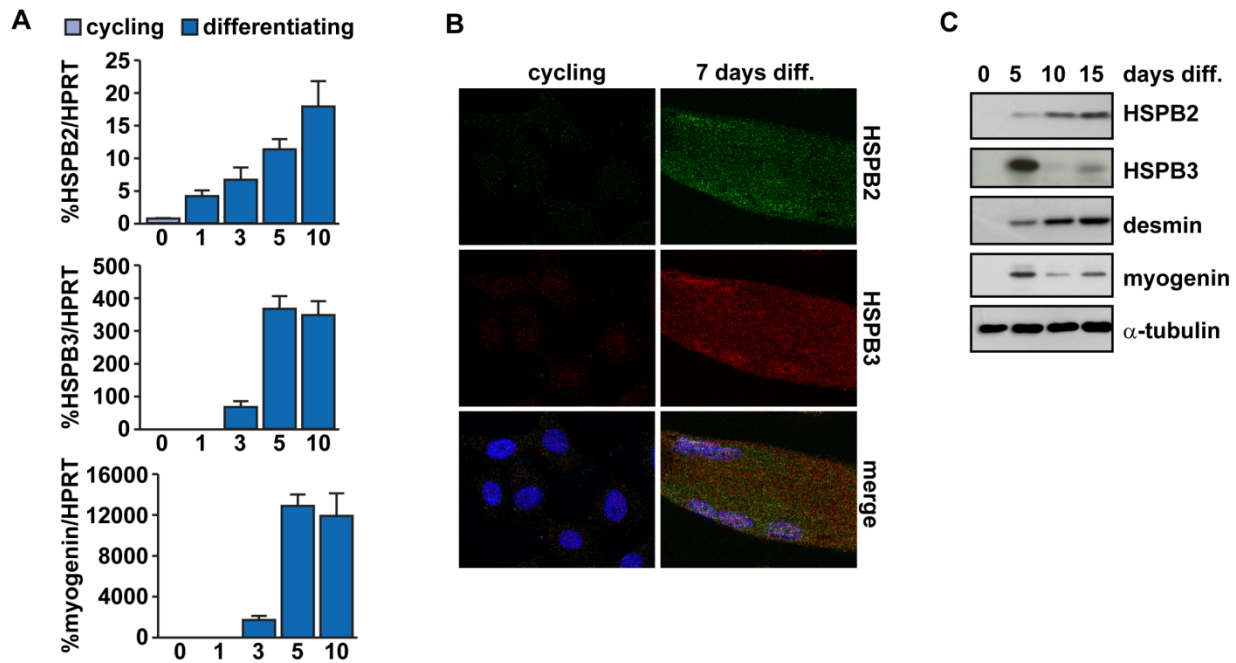 A
cycling differentiating
%HSPB2/HPRT
25
20
15
10
5
0
0 1 3 5 10
%HSPB3/HPRT
500
400
300
200
100
0
0 1 3 5 10
%myogenin/HPRT
16000
12000
8000
4000
0
0 1 3 5 10
B
cycling 7 days diff.
HSPB2
HSPB3
merge
C
0 5 10 15 days diff.
HSPB2
HSPB3
desmin
myogenin
α-tubulin